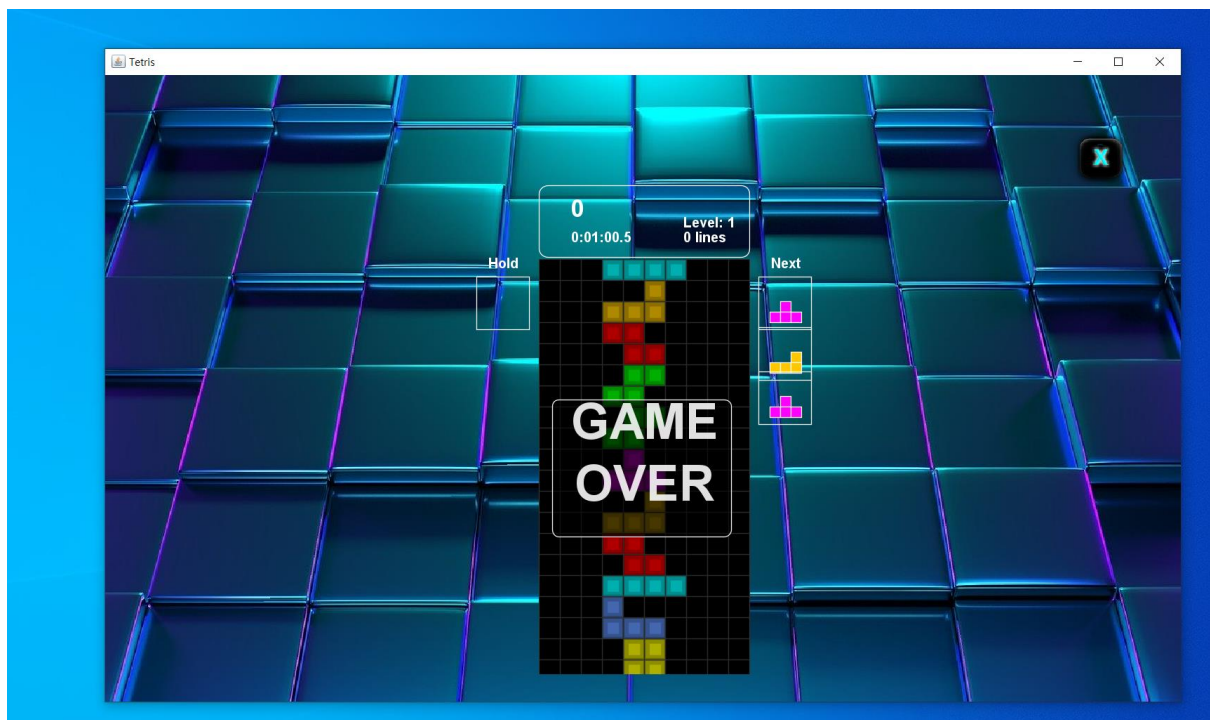 Tetris
X
0
Level: 1
0:01:00.5 0 lines
Hold
Next
GAME
OVER